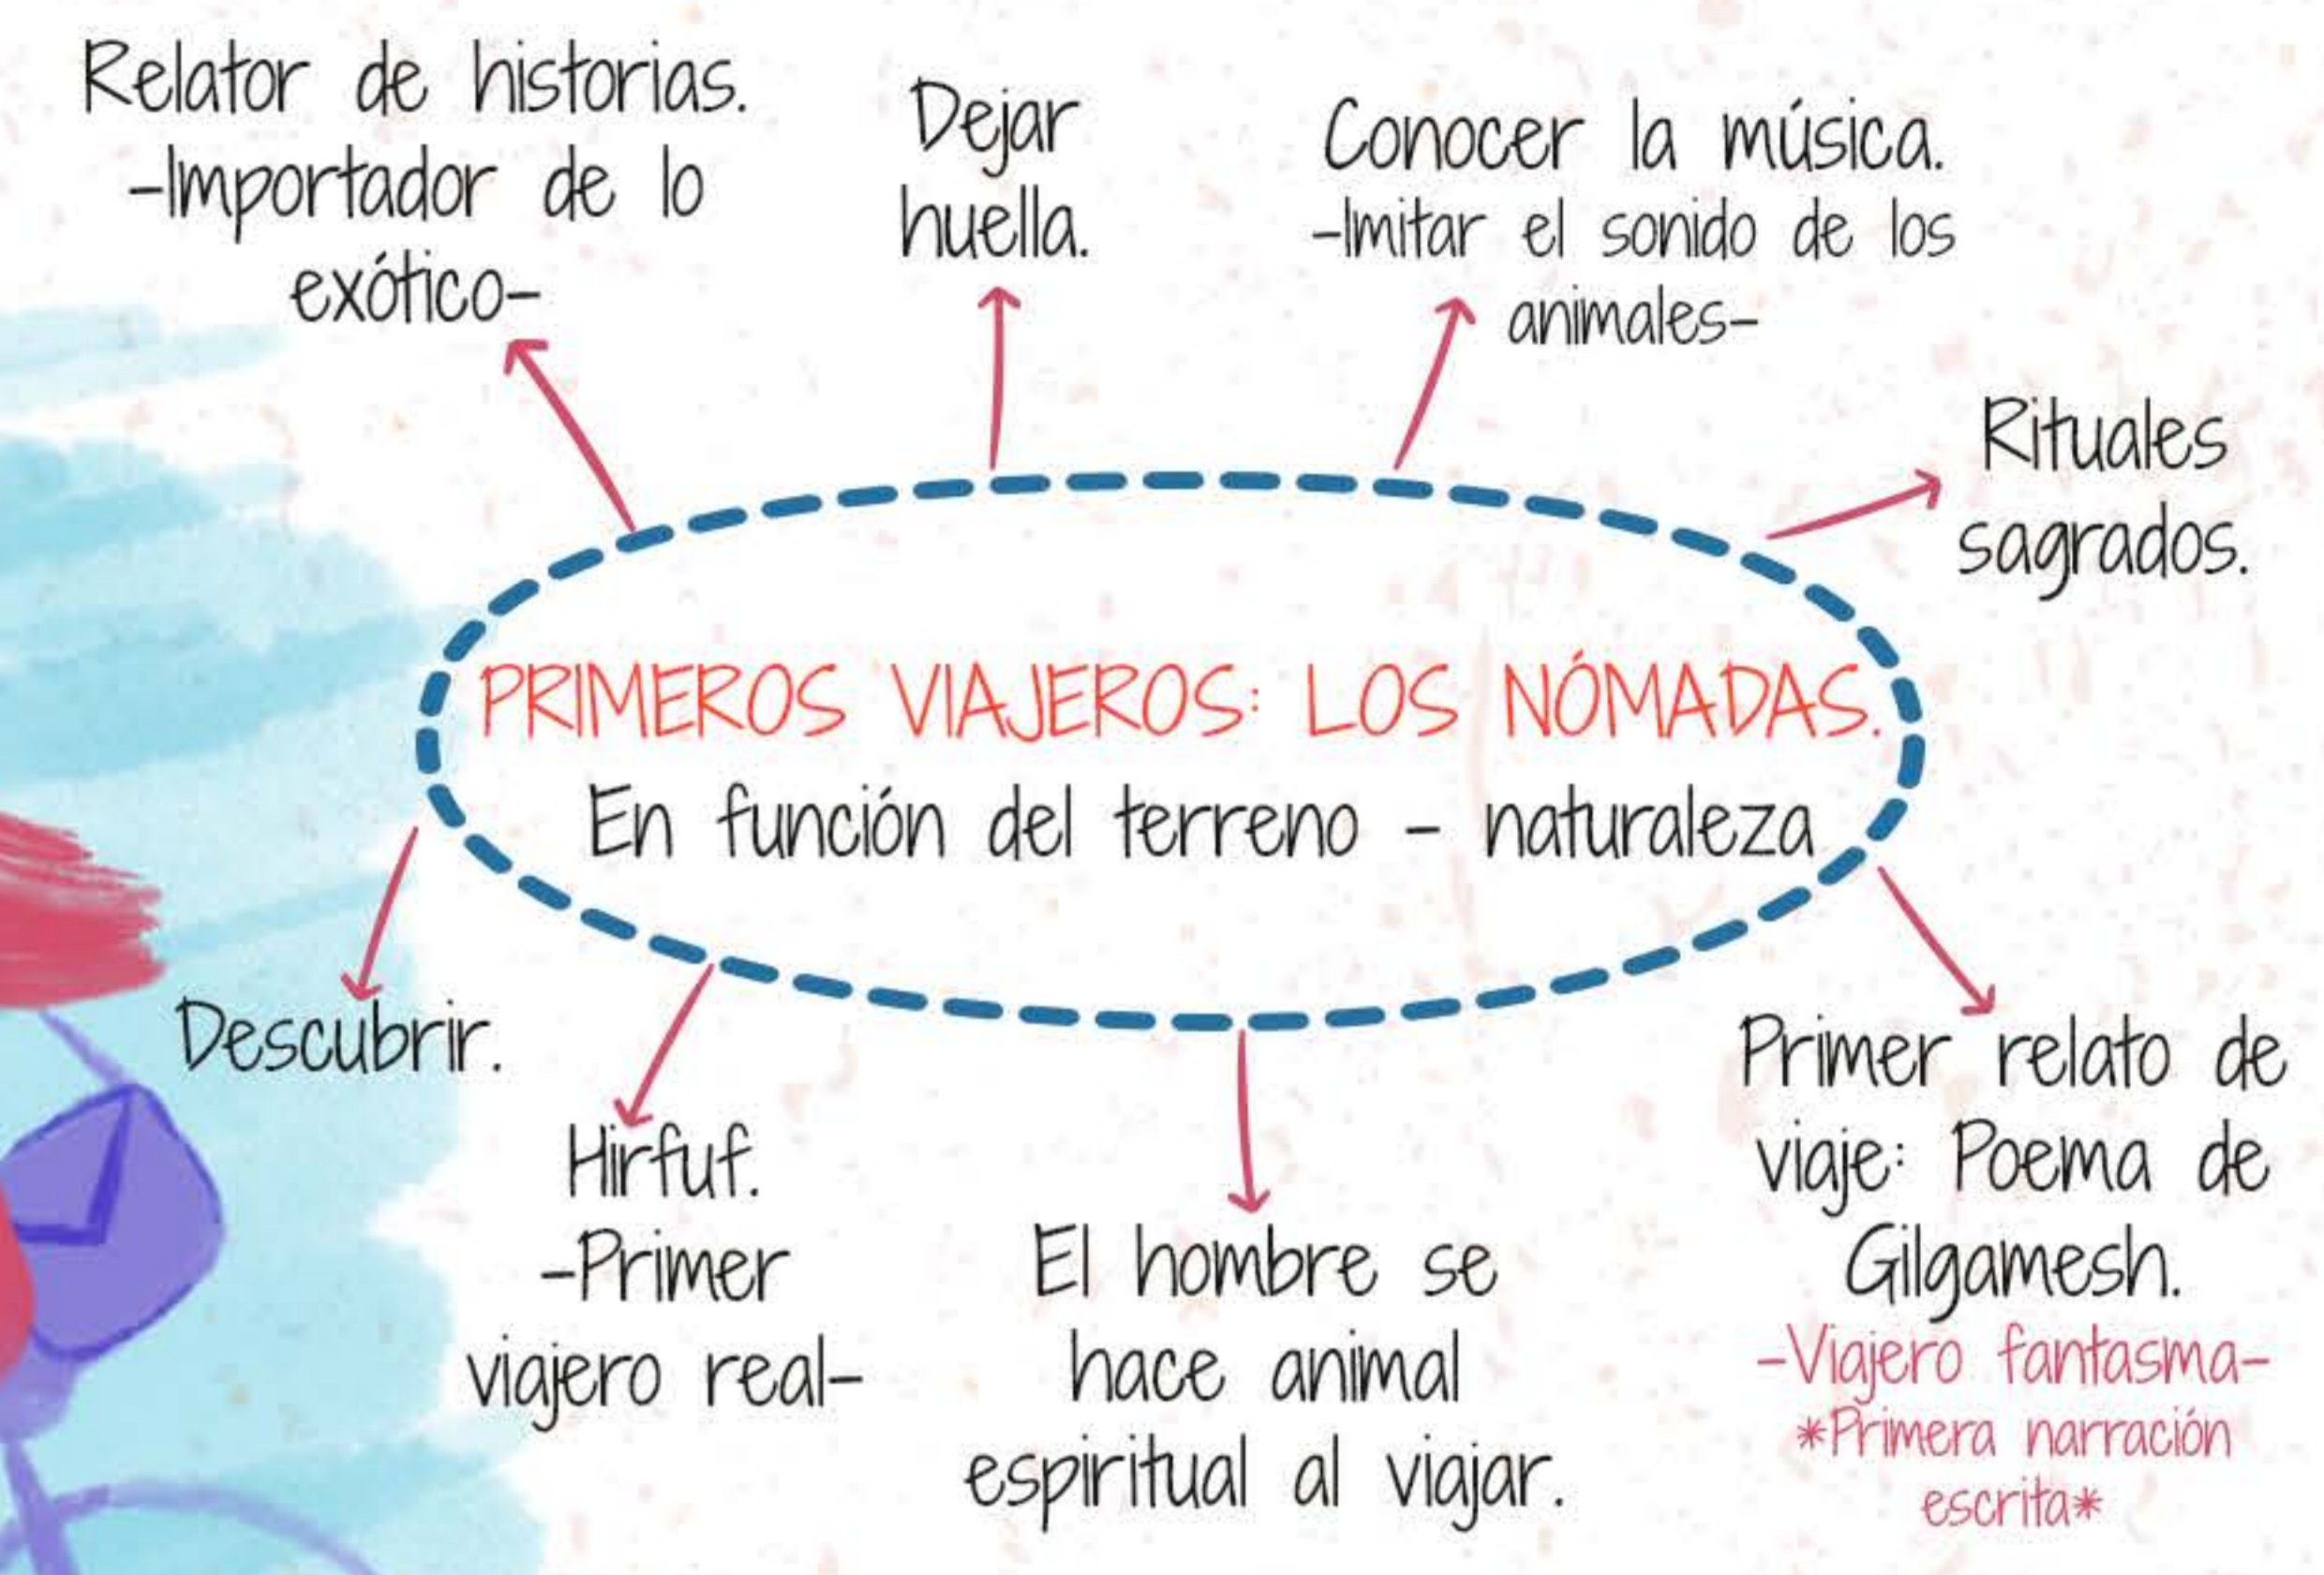 Relator de historias.
-Importador de lo
exótico-
Dejar
huella.
Conocer la música.
-Imitar el sonido de los
animales-
Rituales
sagrados.
PRIMEROS VIAJEROS: LOS NÓMADAS.
En función del terreno - naturaleza
Descubrir.
Hirfuf.
-Primer
viajero real-
El hombre se
hace animal
espiritual al viajar.
Primer relato de
viaje: Poema de
Gilgamesh.
-Viajero fantasma-
*Primera narración
escrita*